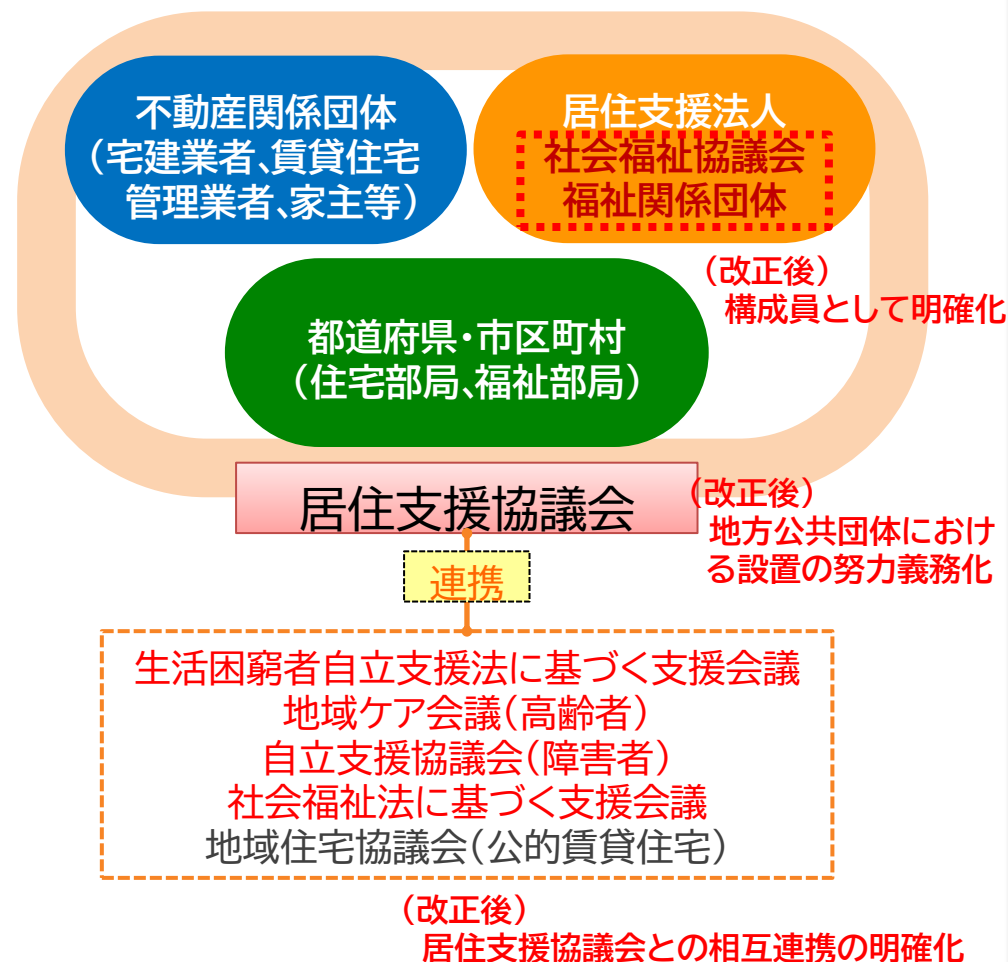 不動産関係団体
（宅建業者、賃貸住宅
管理業者、家主等）
居住支援法人
社会福祉協議会
福祉関係団体
（改正後）
構成員として明確化
都道府県・市区町村
（住宅部局、福祉部局）
居住支援協議会
（改正後）
地方公共団体におけ
る設置の努力義務化
連携
生活困窮者自立支援法に基づく支援会議
地域ケア会議（高齢者）
自立支援協議会（障害者）
社会福祉法に基づく支援会議
地域住宅協議会（公的賃貸住宅）
（改正後）
居住支援協議会との相互連携の明確化